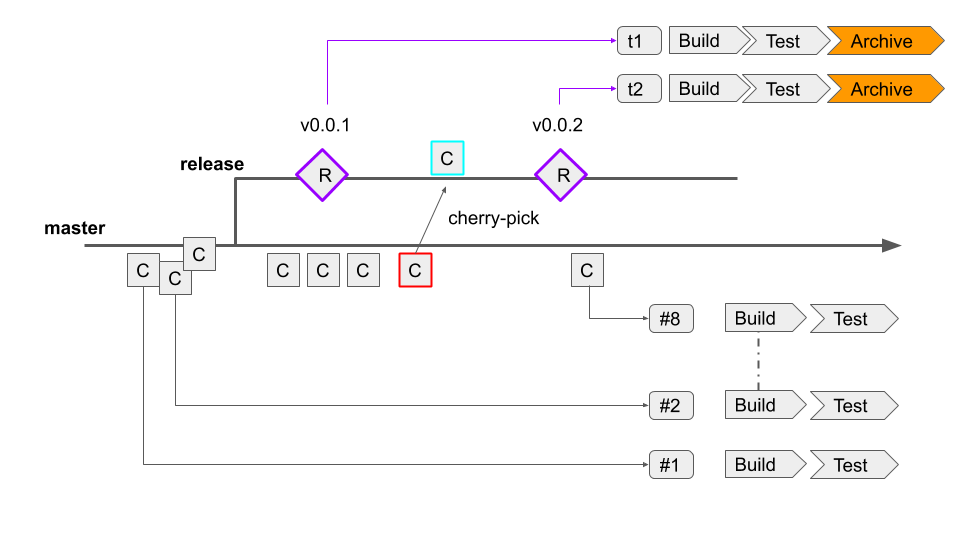 t1 Build Test Archive
t2 Build Test Archive
v0.0.1 v0.0.2
release R C R
cherry-pick
master
C C C
C C C C C
#8 Build Test
#2 Build Test
#1 Build Test